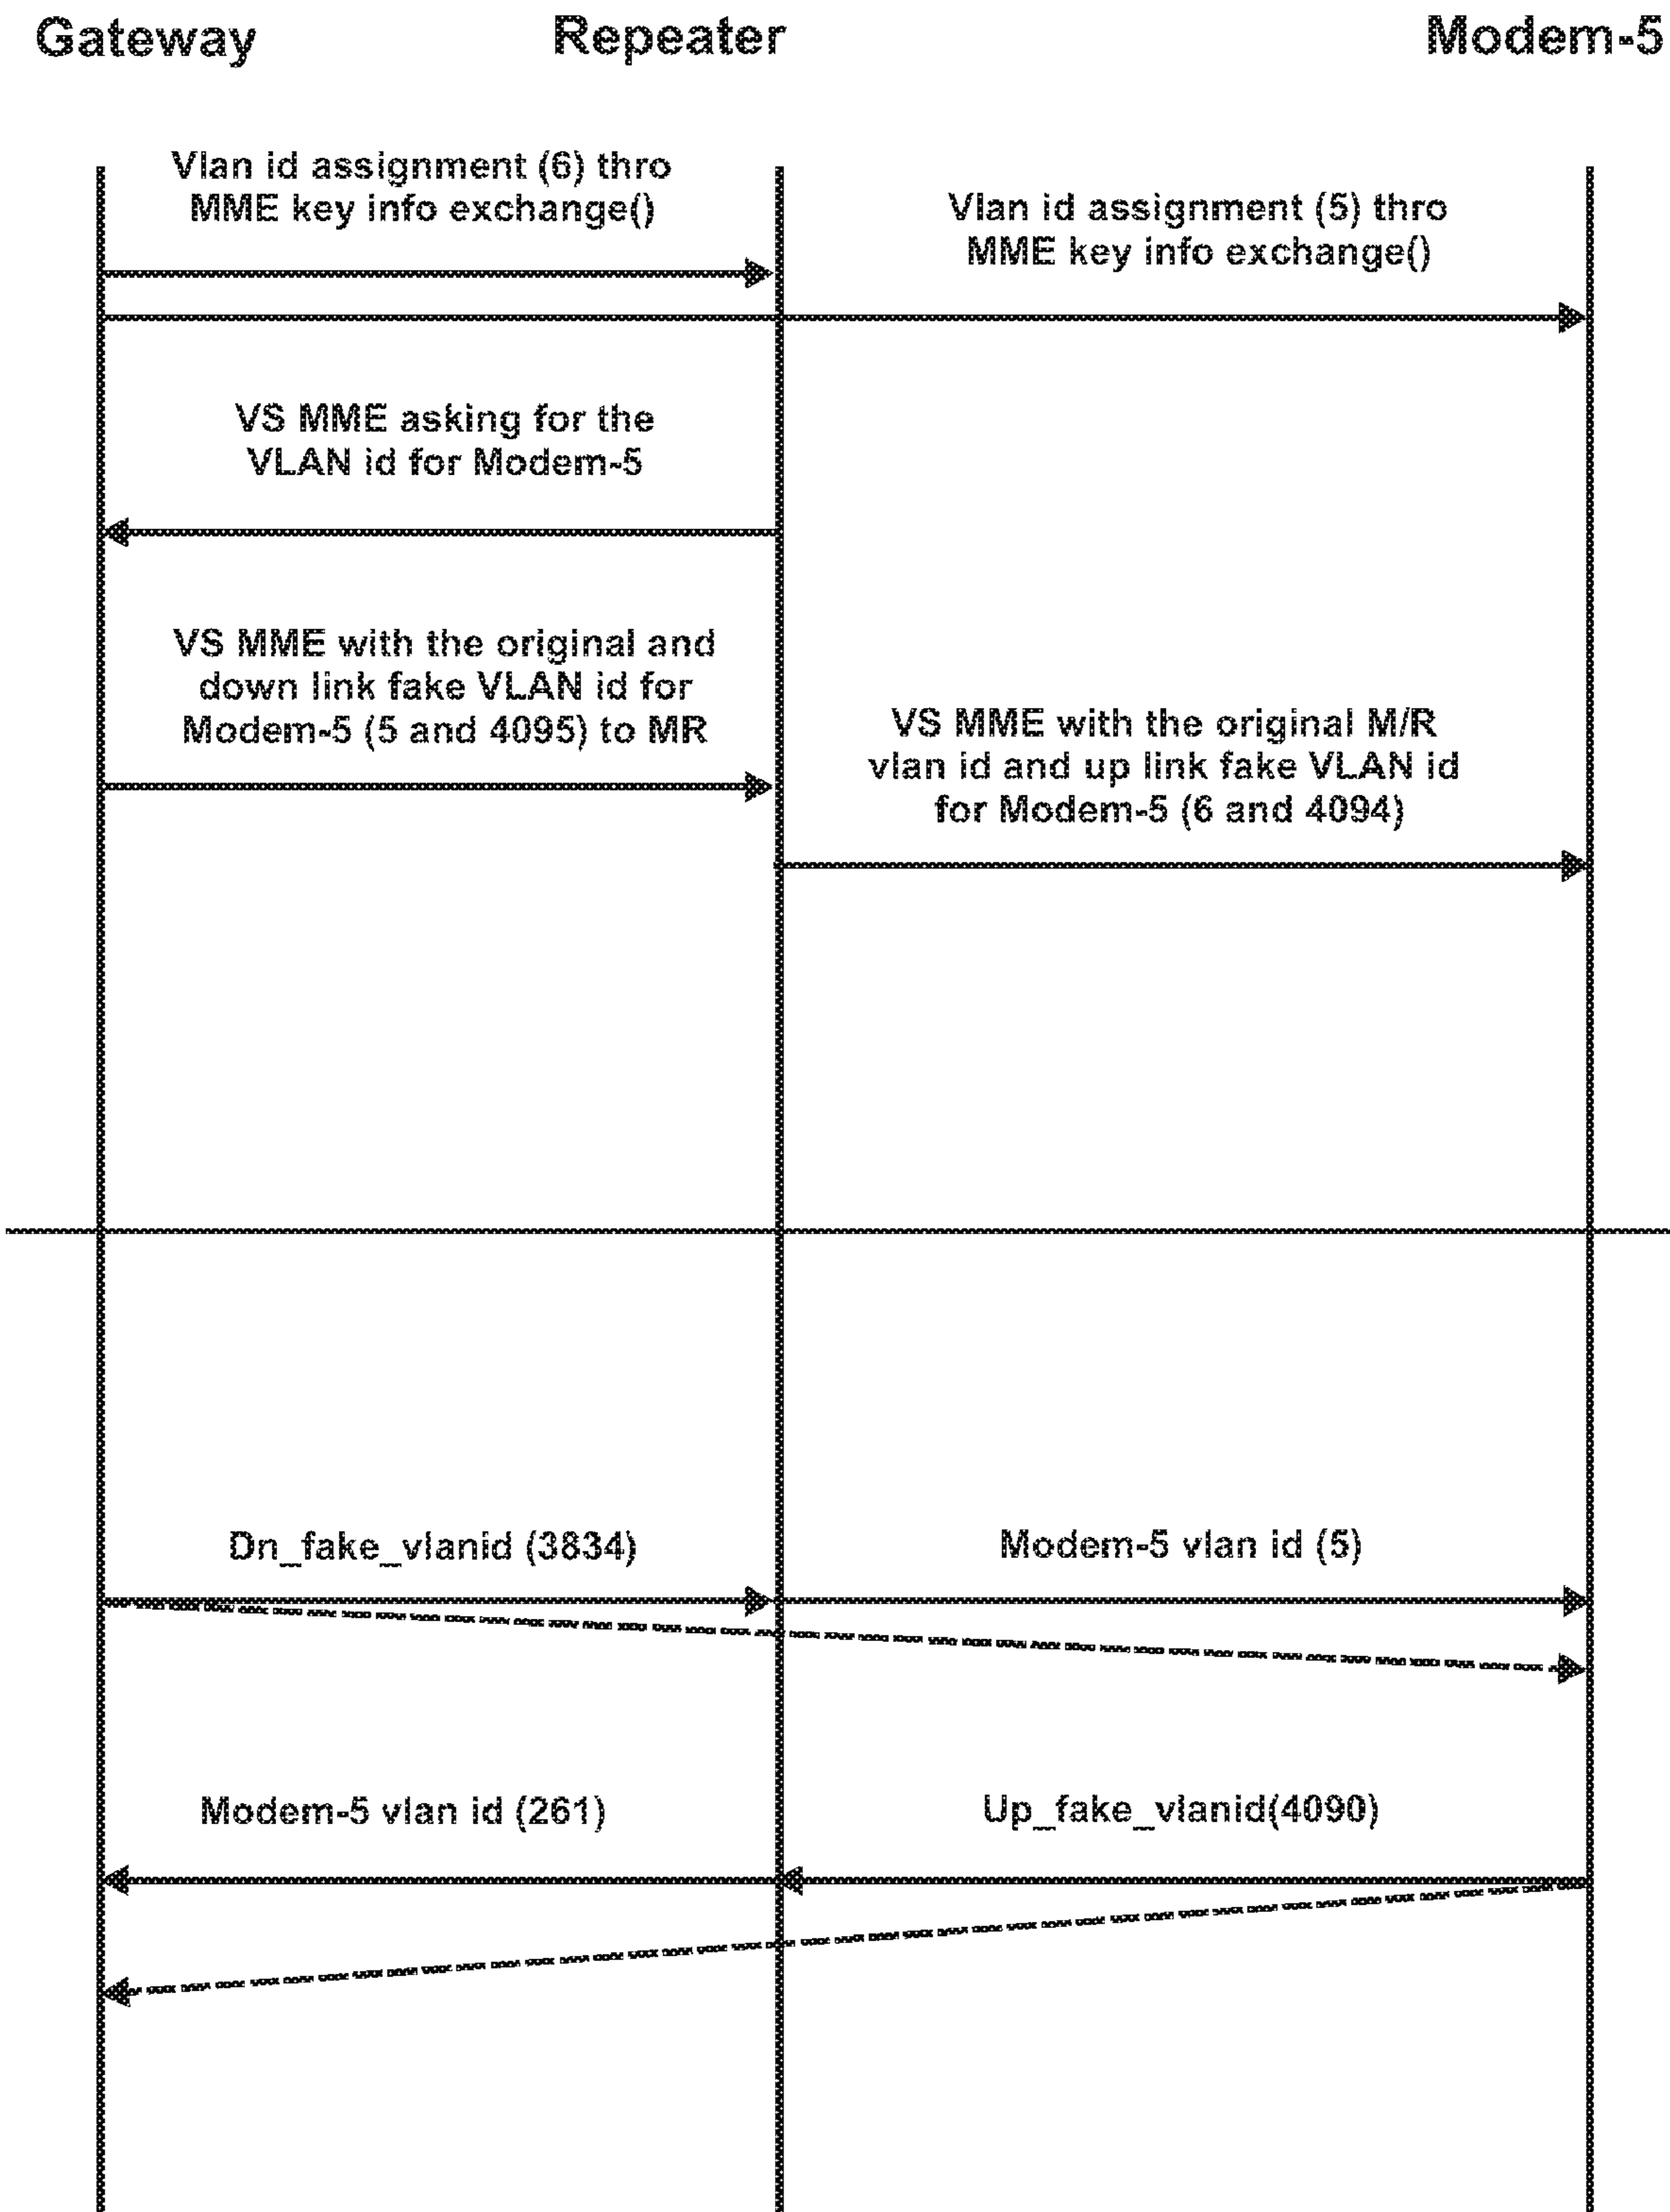 Gateway Repeater Modem-5
Vlan id assignment (6) thro
MME key info exchange()
Vlan id assignment (5) thro
MME key info exchange()
VS MME asking for the
VLAN id for Modem-5
VS MME with the original and
down link fake VLAN id for
Modem-5 (5 and 4095) to MR
VS MME with the original M/R
vlan id and up link fake VLAN id
for Modem-5 (6 and 4094)
Dn_fake_vlanid (3834)
Modem-5 vlan id (5)
Modem-5 vlan id (261)
Up_fake_vlanid(4090)